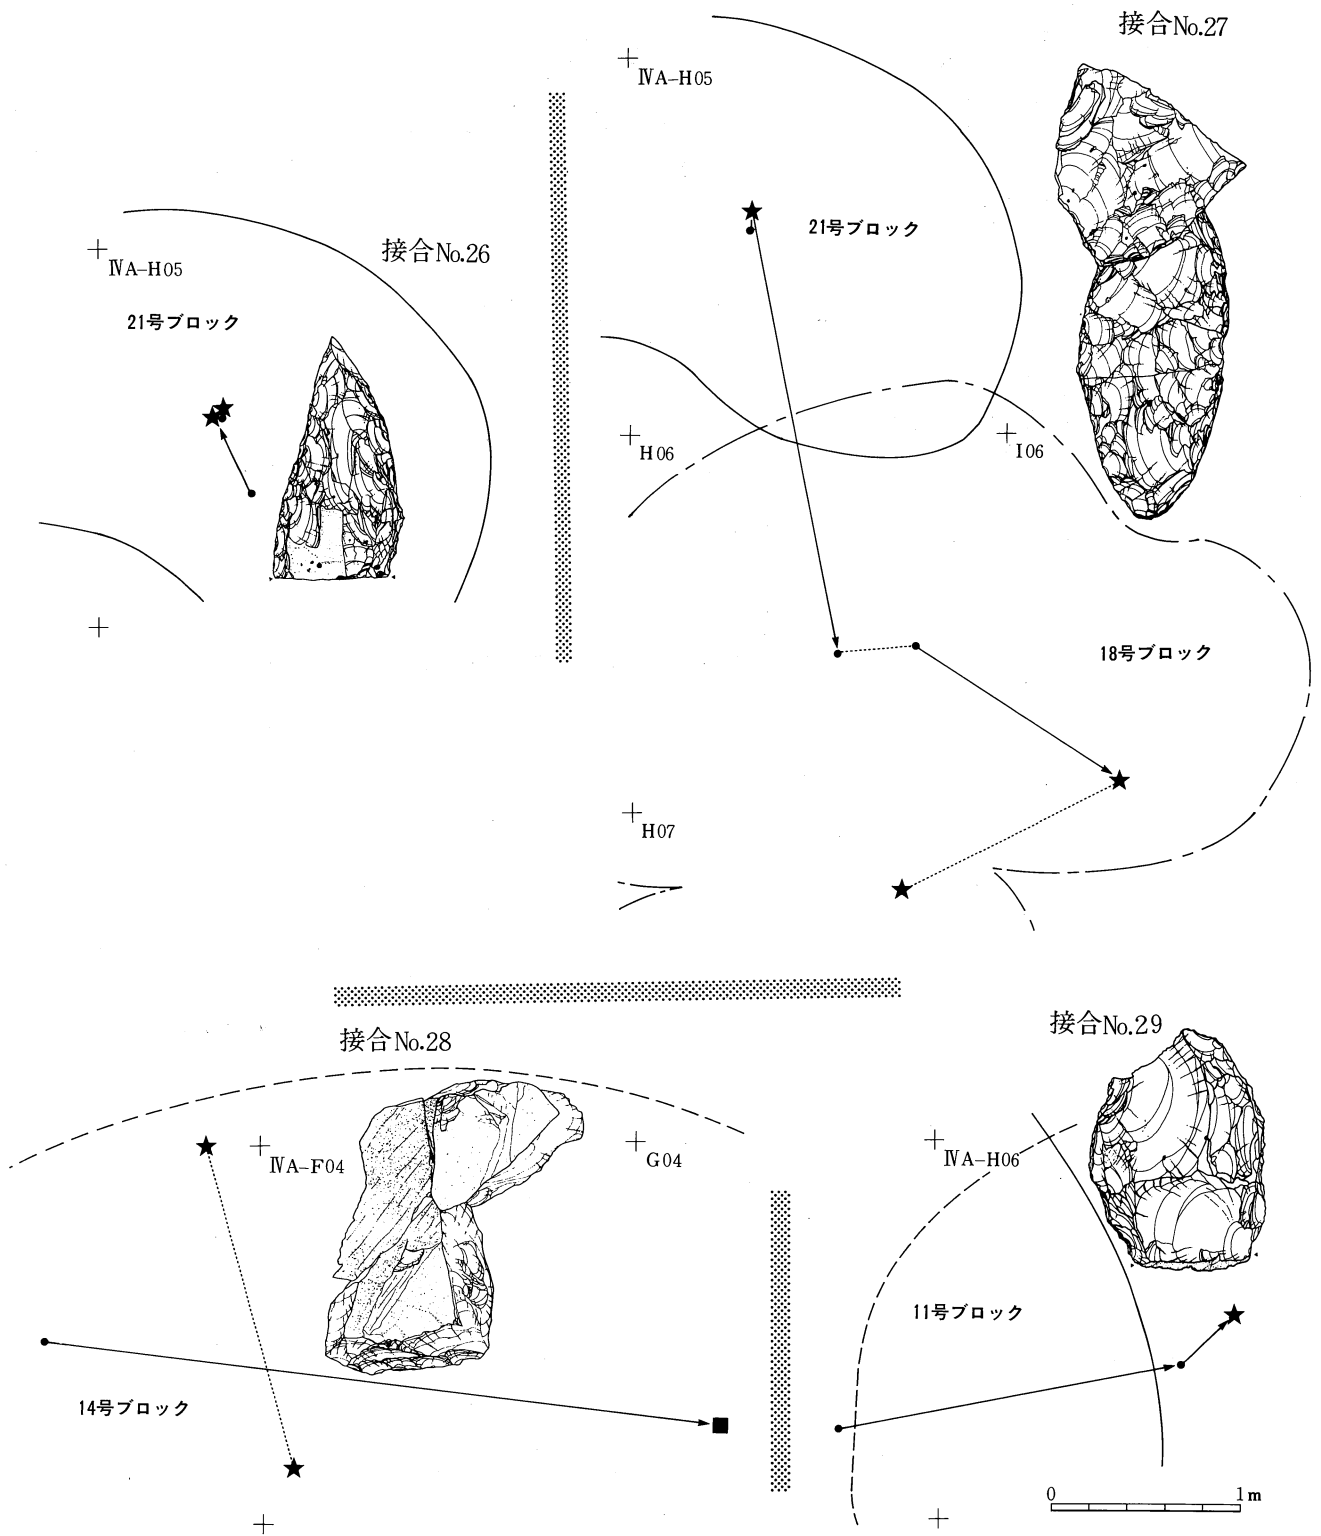 接合No.26
ⅣA-H05
21号ブロック
接合No.27
ⅣA-H05
21号ブロック
H06
I06
18号ブロック
H07
接合No.28
ⅣA-F04
G04
14号ブロック
接合No.29
ⅣA-H06
11号ブロック
0 1m